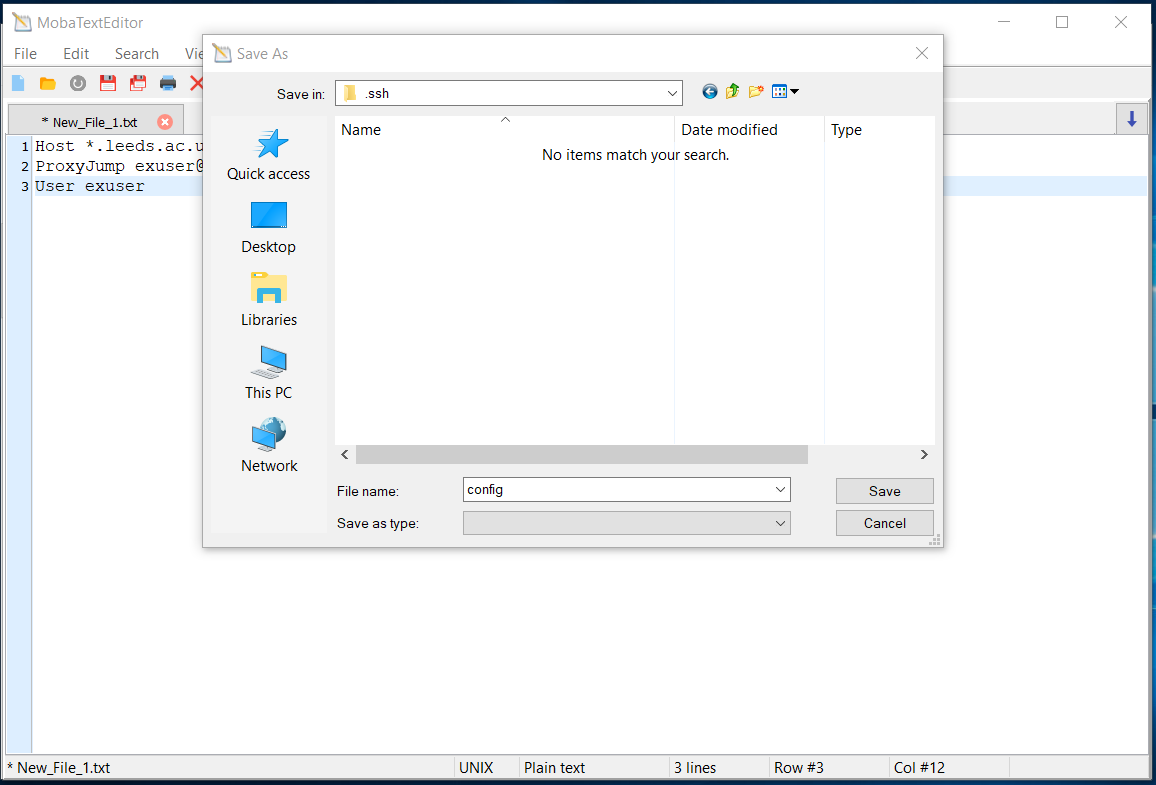 MobaTextEditor
File Edit Search
Save As
Save in: .ssh
* New_File_1.txt
Name Date modified Type
No items match your search.
1 Host *.leeds.ac.u
2 ProxyJump exuser@
3 User exuser
Quick access
Desktop
Libraries
This PC
Network
File name: config Save
Save as type: Cancel
* New_File_1.txt UNIX Plain text 3 lines Row #3 Col #12